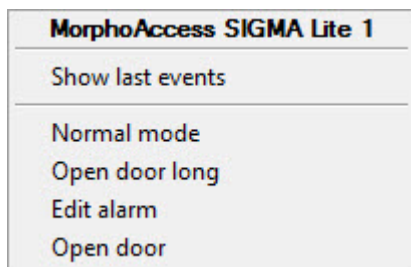 MorphoAccess SIGMA Lite 1
Show last events
Normal mode
Open door long
Edit alarm
Open door